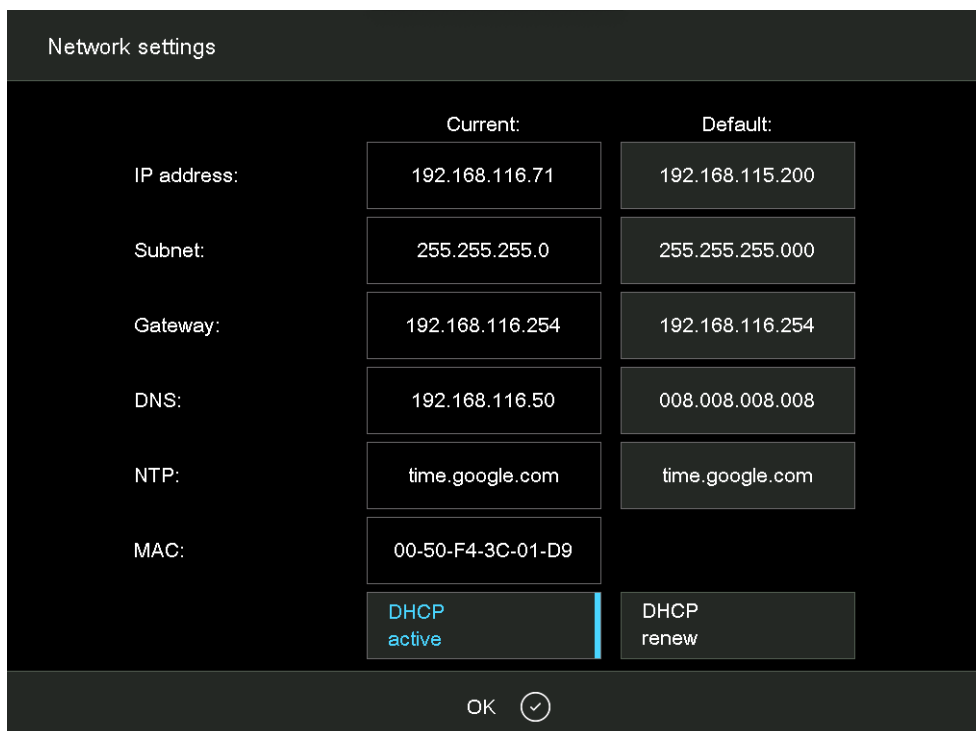 Network settings
Current: Default:
IP address: 192.168.116.71 192.168.115.200
Subnet: 255.255.255.0 255.255.255.000
Gateway: 192.168.116.254 192.168.116.254
DNS: 192.168.116.50 008.008.008.008
NTP: time.google.com time.google.com
MAC: 00-50-F4-3C-01-D9
DHCP DHCP
active renew
OK